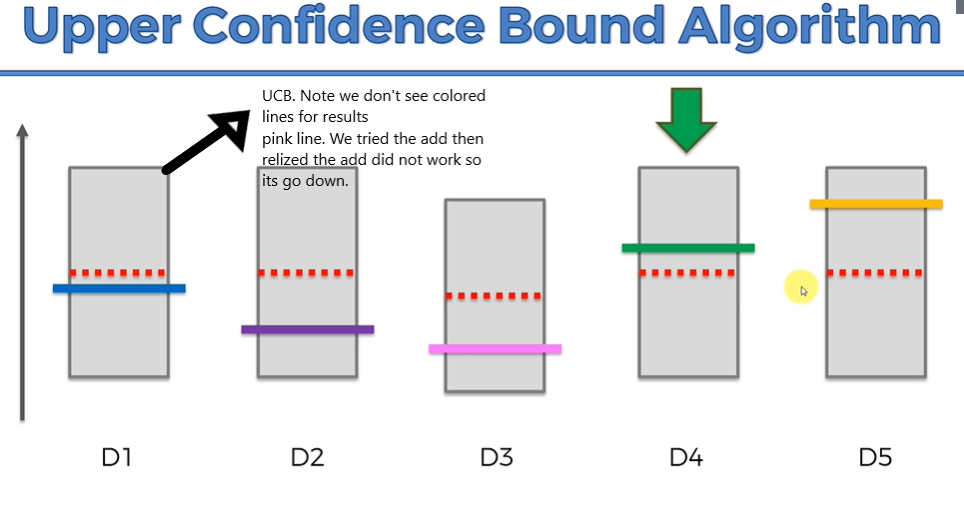 Upper Confidence Bound Algorithm
UCB. Note we don't see colored
lines for results
pink line. We tried the add then
relized the add did not work so
its go down.
D1 D2 D3 D4 D5